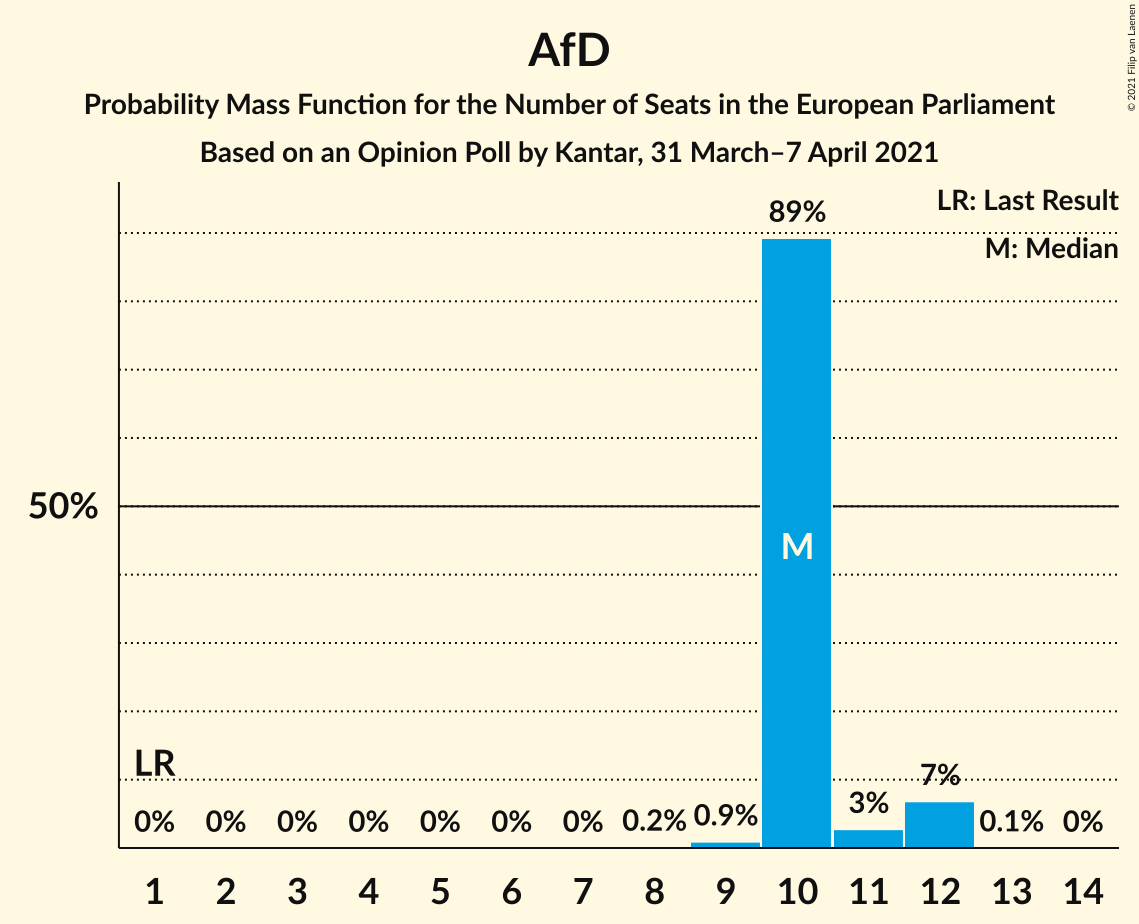 AfD
Probability Mass Function for the Number of Seats in the European Parliament
Based on an Opinion Poll by Kantar, 31 March–7 April 2021
© 2021 Filip van Laenen
LR: Last Result
M: Median
89%
50%
M
LR
0% 0% 0% 0% 0% 0% 0% 0.2% 0.9% 3% 7% 0.1% 0%
1 2 3 4 5 6 7 8 9 10 11 12 13 14